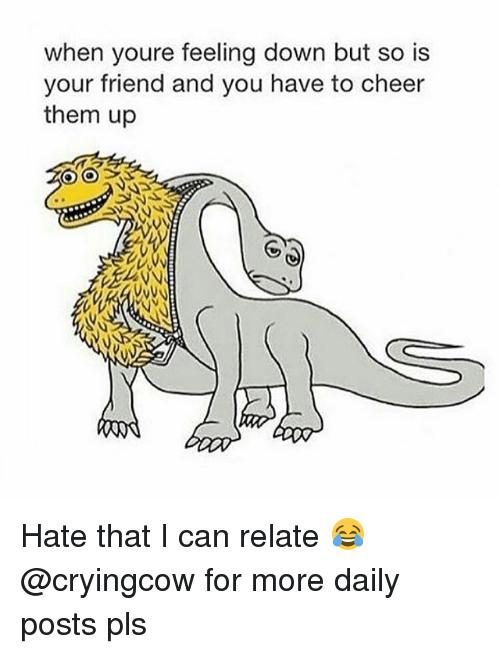 when youre feeling down but so is
your friend and you have to cheer
them up
Hate that I can relate 😂
@cryingcow for more daily
posts pls